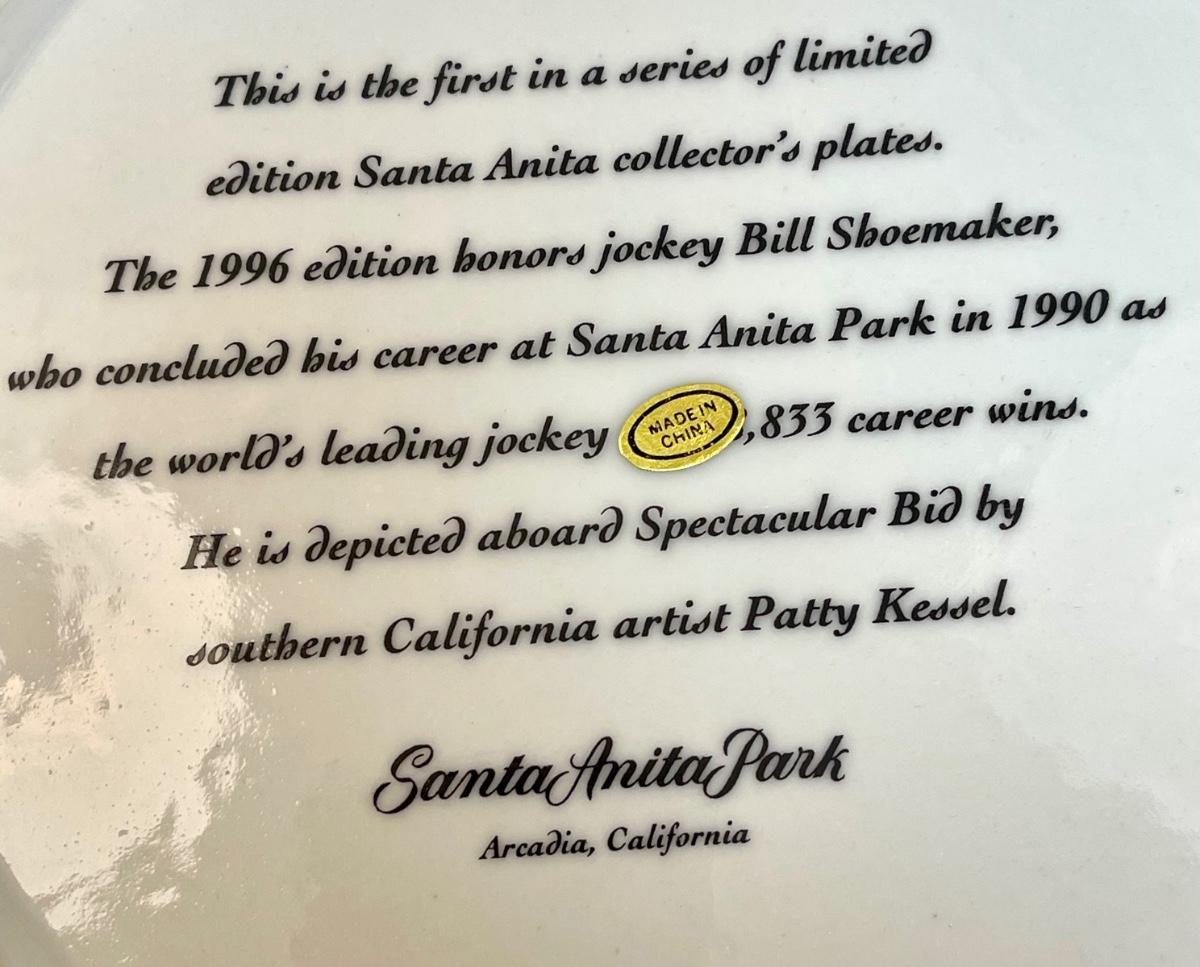 This is the first in a series of limited
edition Santa Anita collector's plates.
The 1996 edition honors jockey Bill Shoemaker,
who concluded his career at Santa Anita Park in 1990 as
the world's leading jockey ,833 career wins.
MADE IN
CHINA
He is depicted aboard Spectacular Bid by
southern California artist Patty Kessel.
Santa Anita Park
Arcadia, California